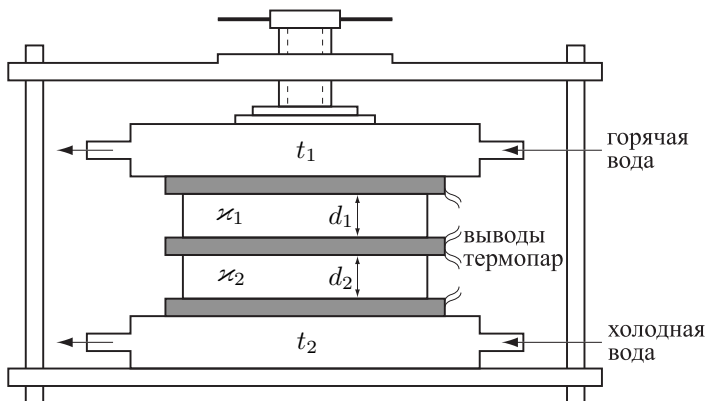 t₁
горячая
вода
ϰ₁
d₁
выводы
термопар
ϰ₂
d₂
t₂
холодная
вода